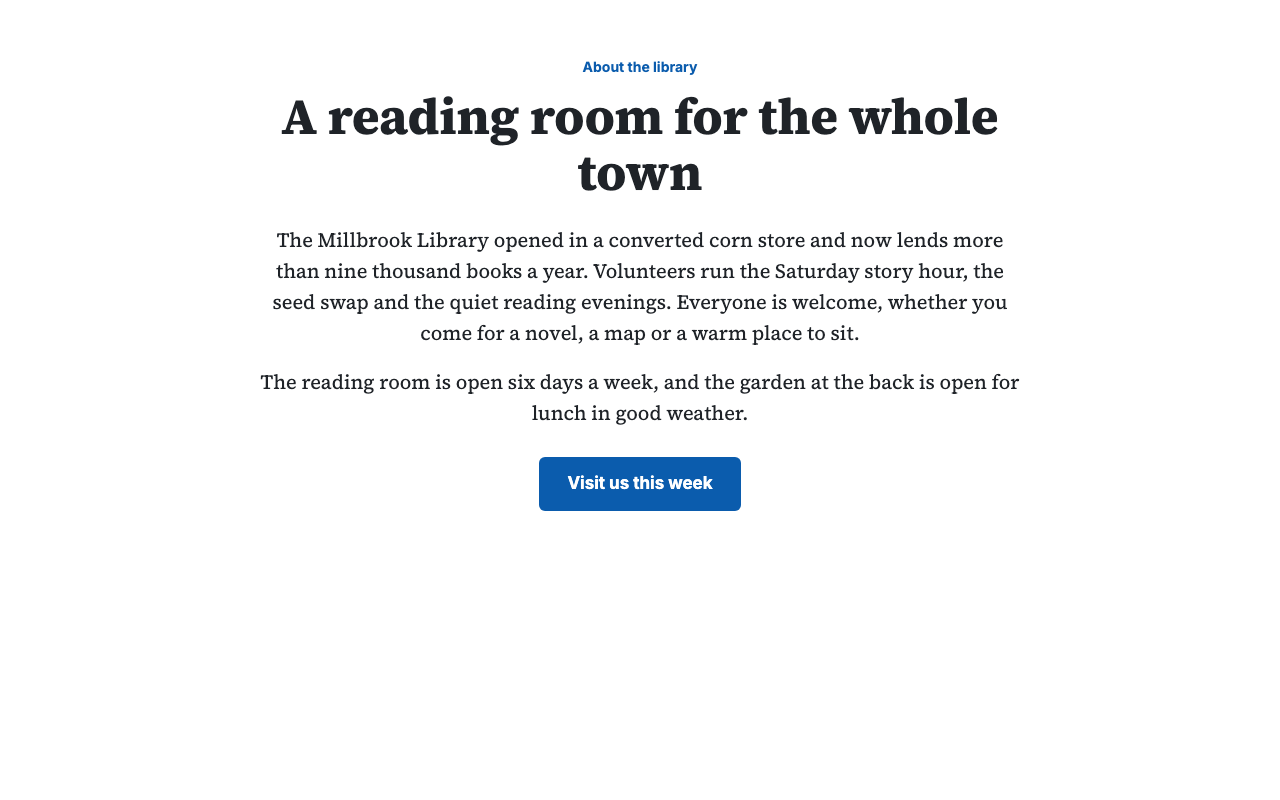 About the library
A reading room for the whole
town
The Millbrook Library opened in a converted corn store and now lends more
than nine thousand books a year. Volunteers run the Saturday story hour, the
seed swap and the quiet reading evenings. Everyone is welcome, whether you
come for a novel, a map or a warm place to sit.
The reading room is open six days a week, and the garden at the back is open for
lunch in good weather.
Visit us this week